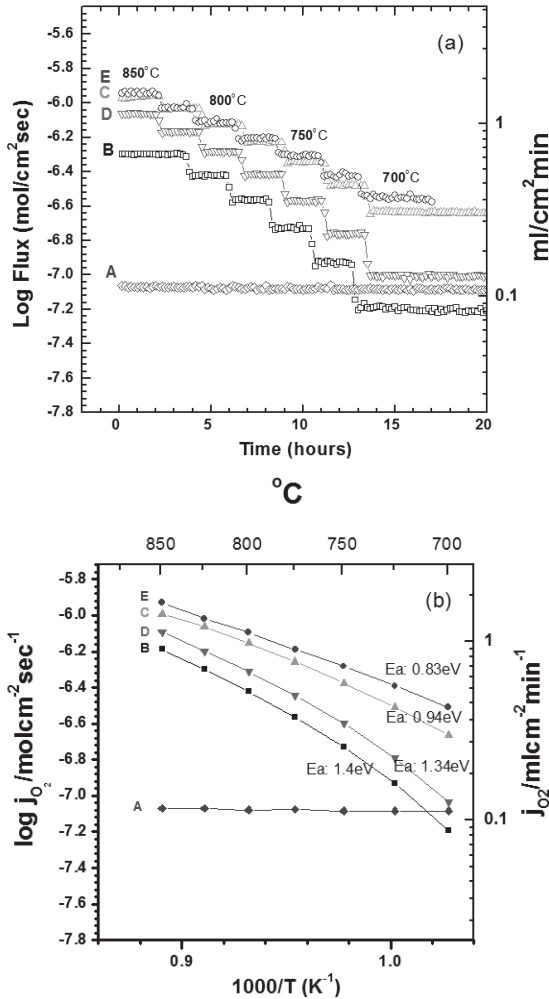 (a)
-5.6
-5.8
-6.0
-6.2
-6.4
-6.6
-6.8
-7.0
-7.2
-7.4
-7.6
-7.8
Log Flux (mol/cm²sec)
E
C
D
B
A
850°C
800°C
750°C
700°C
1
0.1
ml/cm²min
0
5
10
15
20
Time (hours)
°C
850
800
750
700
(b)
-5.8
-6.0
-6.2
-6.4
-6.6
-6.8
-7.0
-7.2
-7.4
-7.6
-7.8
log jO₂/molcm⁻²sec⁻¹
E
C
D
B
A
Ea: 0.83eV
Ea: 0.94eV
Ea: 1.4eV
Ea: 1.34eV
1
0.1
jO2/mlcm⁻²min⁻¹
0.9
1.0
1000/T (K⁻¹)